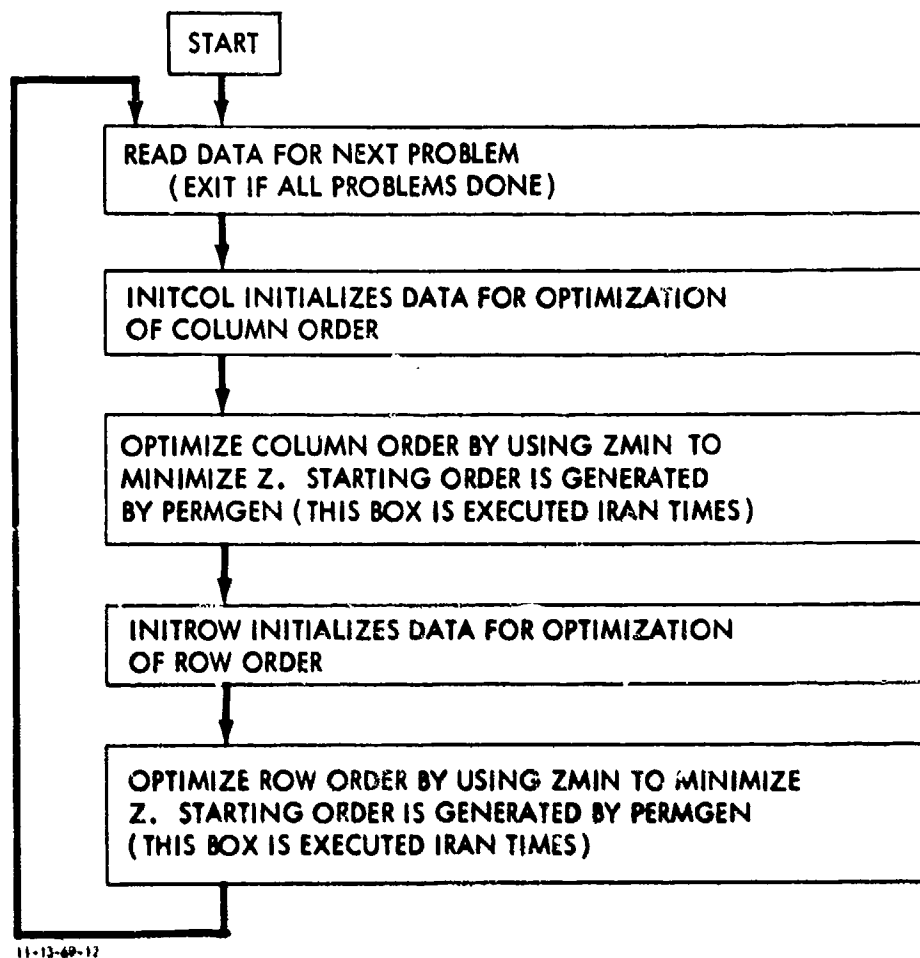 START
READ DATA FOR NEXT PROBLEM
(EXIT IF ALL PROBLEMS DONE)
INITCOL INITIALIZES DATA FOR OPTIMIZATION
OF COLUMN ORDER
OPTIMIZE COLUMN ORDER BY USING ZMIN TO
MINIMIZE Z. STARTING ORDER IS GENERATED
BY PERMGEN (THIS BOX IS EXECUTED IRAN TIMES)
INITROW INITIALIZES DATA FOR OPTIMIZATION
OF ROW ORDER
OPTIMIZE ROW ORDER BY USING ZMIN TO MINIMIZE
Z. STARTING ORDER IS GENERATED BY PERMGEN
(THIS BOX IS EXECUTED IRAN TIMES)
11-13-69-12